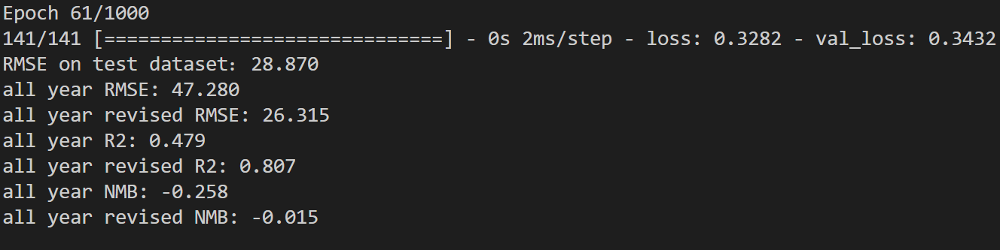 Epoch 61/1000
141/141 [==============================] - 0s 2ms/step - loss: 0.3282 - val_loss: 0.3432
RMSE on test dataset: 28.870
all year RMSE: 47.280
all year revised RMSE: 26.315
all year R2: 0.479
all year revised R2: 0.807
all year NMB: -0.258
all year revised NMB: -0.015